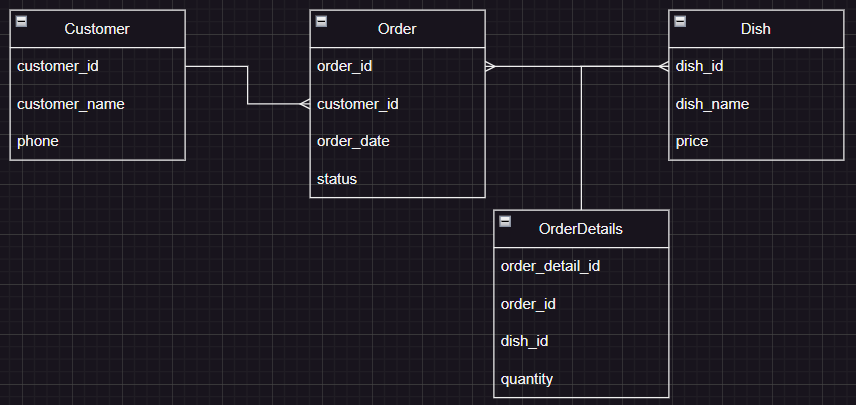 Customer
customer_id
customer_name
phone
Order
order_id
customer_id
order_date
status
Dish
dish_id
dish_name
price
OrderDetails
order_detail_id
order_id
dish_id
quantity